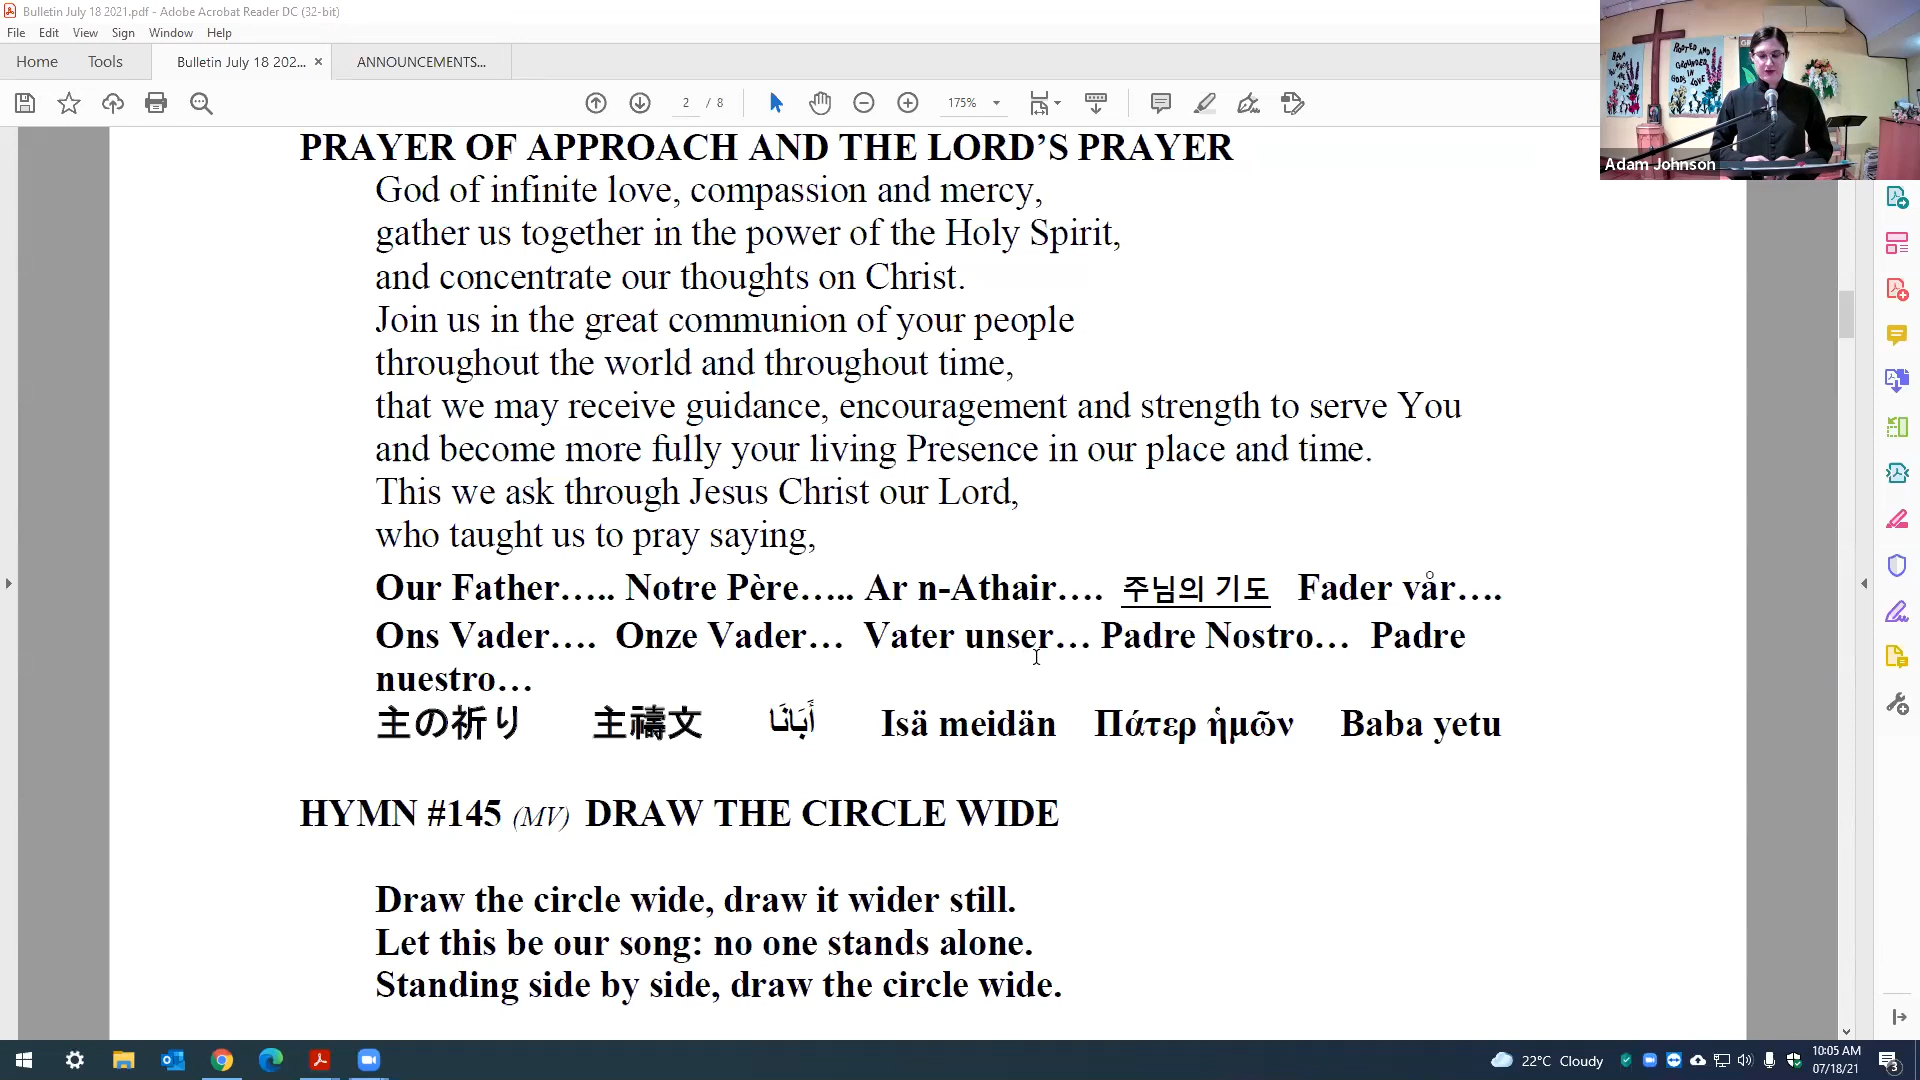 Bulletin July 18 2021.pdf - Adobe Acrobat Reader DC (32-bit)
File Edit View Sign Window Help
Home Tools Bulletin July 18 202... × ANNOUNCEMENTS...
2 / 8 175%
ROOTED AND
GROUNDED
IN
GOD'S LOVE
Adam Johnson
PRAYER OF APPROACH AND THE LORD’S PRAYER
God of infinite love, compassion and mercy,
gather us together in the power of the Holy Spirit,
and concentrate our thoughts on Christ.
Join us in the great communion of your people
throughout the world and throughout time,
that we may receive guidance, encouragement and strength to serve You
and become more fully your living Presence in our place and time.
This we ask through Jesus Christ our Lord,
who taught us to pray saying,
Our Father….. Notre Père….. Ar n-Athair…. 주님의 기도 Fader vår….
Ons Vader…. Onze Vader… Vater unser… Padre Nostro… Padre
nuestro…
主の祈り 主禱文 أَبَانَا Isä meidän Πάτερ ἡμῶν Baba yetu
HYMN #145 (MV) DRAW THE CIRCLE WIDE
Draw the circle wide, draw it wider still.
Let this be our song: no one stands alone.
Standing side by side, draw the circle wide.
22°C Cloudy
10:05 AM
07/18/21
3